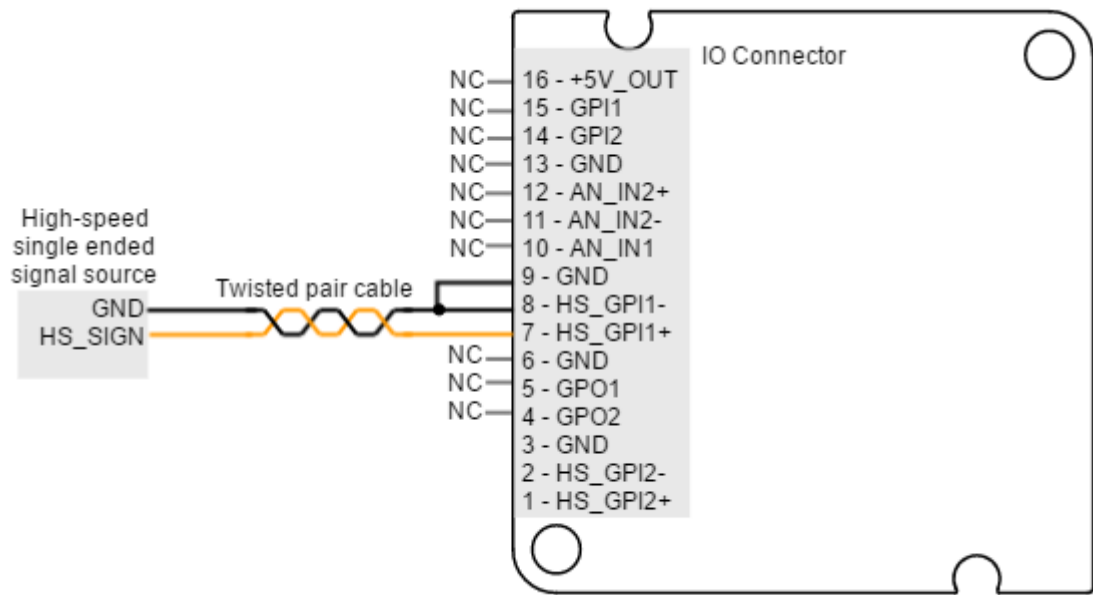 IO Connector
NC 16 - +5V_OUT
NC 15 - GPI1
NC 14 - GPI2
NC 13 - GND
NC 12 - AN_IN2+
NC 11 - AN_IN2-
NC 10 - AN_IN1
High-speed
single ended
signal source
GND
HS_SIGN
Twisted pair cable
9 - GND
8 - HS_GPI1-
7 - HS_GPI1+
NC 6 - GND
NC 5 - GPO1
NC 4 - GPO2
3 - GND
2 - HS_GPI2-
1 - HS_GPI2+